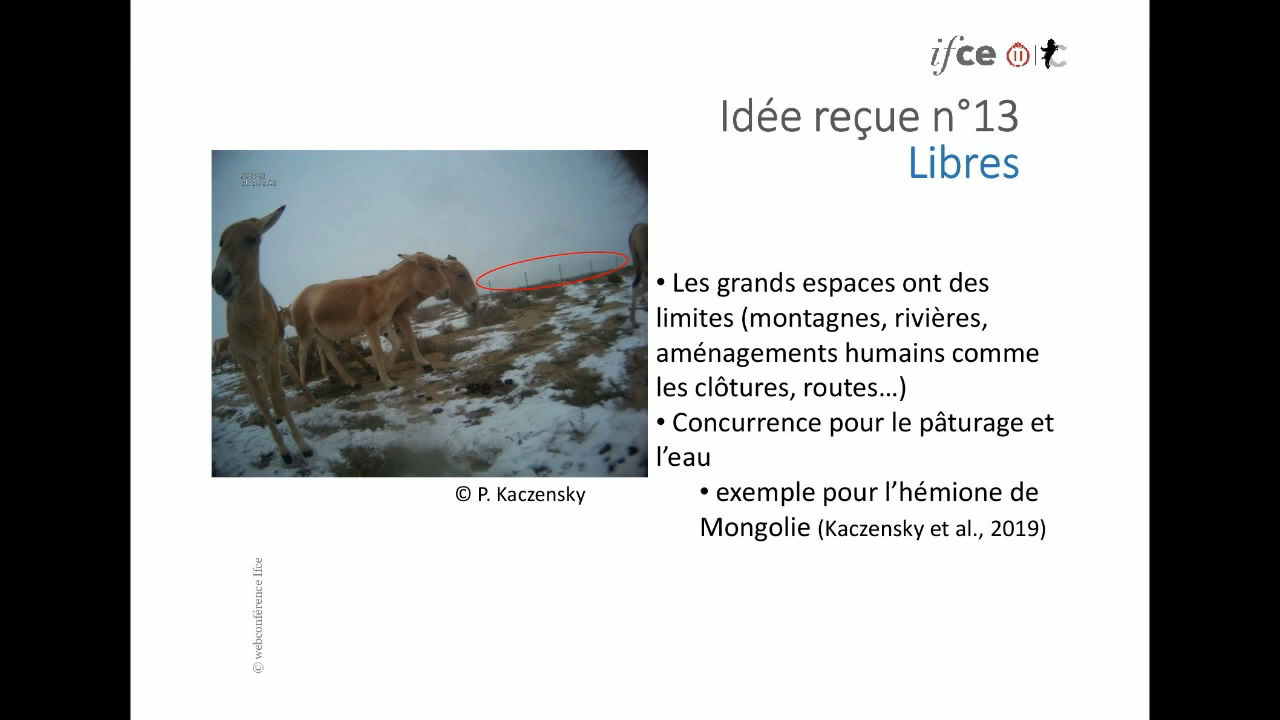 ifce
Idée reçue n°13
Libres
• Les grands espaces ont des
limites (montagnes, rivières,
aménagements humains comme
les clôtures, routes…)
• Concurrence pour le pâturage et
l’eau
• exemple pour l’hémione de
Mongolie (Kaczensky et al., 2019)
© P. Kaczensky
© webconférence Ifce